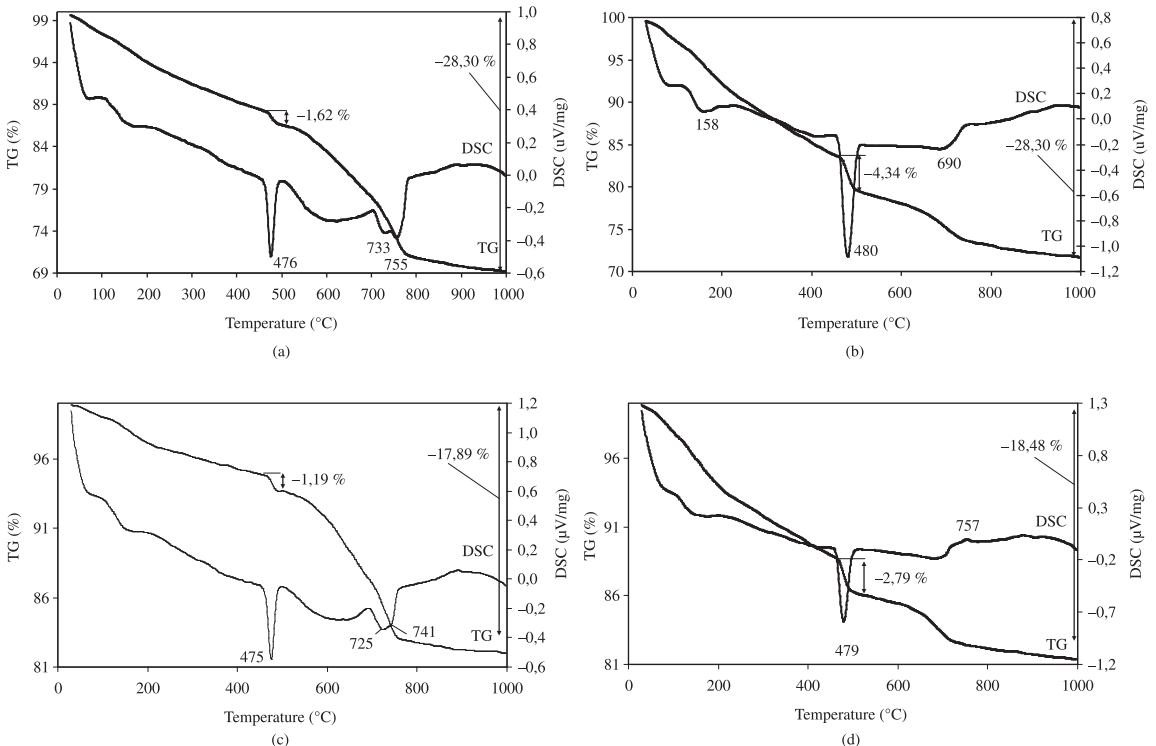 99
94
89
84
79
74
69
TG (%)
1,0
0,8
0,6
0,4
0,2
0,0
−0,2
−0,4
−0,6
DSC (uV/mg)
−28,30 %
−1,62 %
DSC
TG
476
733
755
0 100 200 300 400 500 600 700 800 900 1000
Temperature (°C)
(a)
100
95
90
85
80
75
70
TG (%)
0,8
0,6
0,4
0,2
0,0
−0,2
−0,4
−0,6
−0,8
−1,0
−1,2
DSC (uV/mg)
DSC
158
−28,30 %
690
−4,34 %
TG
480
0 200 400 600 800 1000
Temperature (°C)
(b)
96
91
86
81
TG (%)
1,2
1,0
0,8
0,6
0,4
0,2
0,0
−0,2
−0,4
−0,6
DSC (µV/mg)
−17,89 %
−1,19 %
DSC
TG
475
725
741
0 200 400 600 800 1000
Temperature (°C)
(c)
96
91
86
81
TG (%)
1,3
0,8
0,3
−0,2
−0,7
−1,2
DSC (µV/mg)
−18,48 %
757
DSC
−2,79 %
TG
479
0 200 400 600 800 1000
Temperature (°C)
(d)